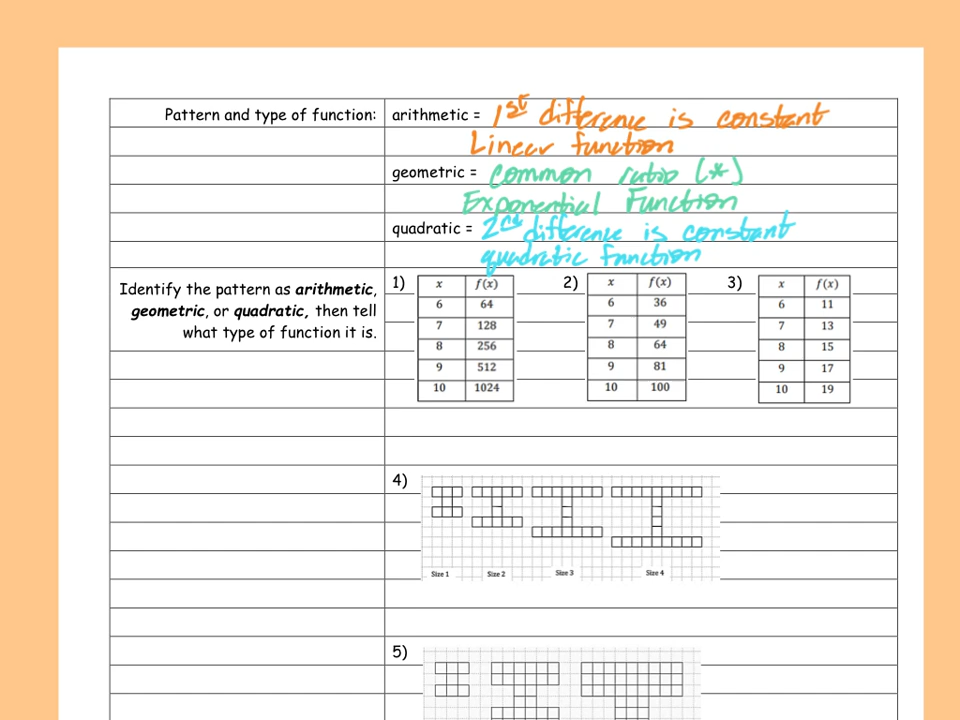 Pattern and type of function:
arithmetic = 1st difference is constant
Linear function
geometric = Common ratio (*)
Exponential Function
quadratic = 2nd difference is constant
quadratic function
Identify the pattern as arithmetic,
geometric, or quadratic, then tell
what type of function it is.
1)
x f(x)
6 64
7 128
8 256
9 512
10 1024
2)
x f(x)
6 36
7 49
8 64
9 81
10 100
3)
x f(x)
6 11
7 13
8 15
9 17
10 19
4)
Size 1 Size 2 Size 3 Size 4
5)